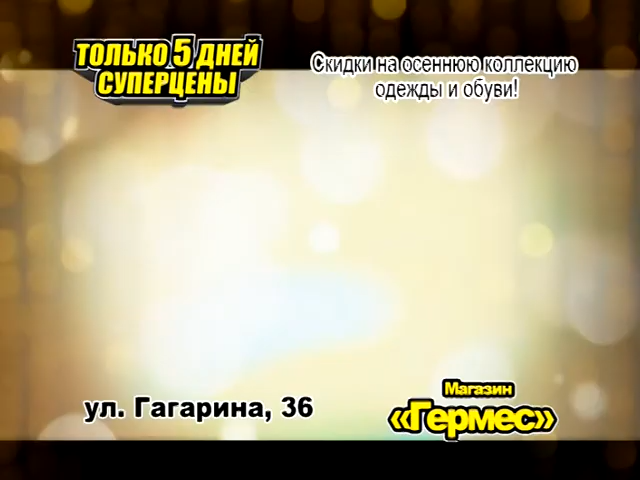 ТОЛЬКО 5 ДНЕЙ
СУПЕРЦЕНЫ
Скидки на осеннюю коллекцию
одежды и обуви!
ул. Гагарина, 36
Магазин
«Гермес»